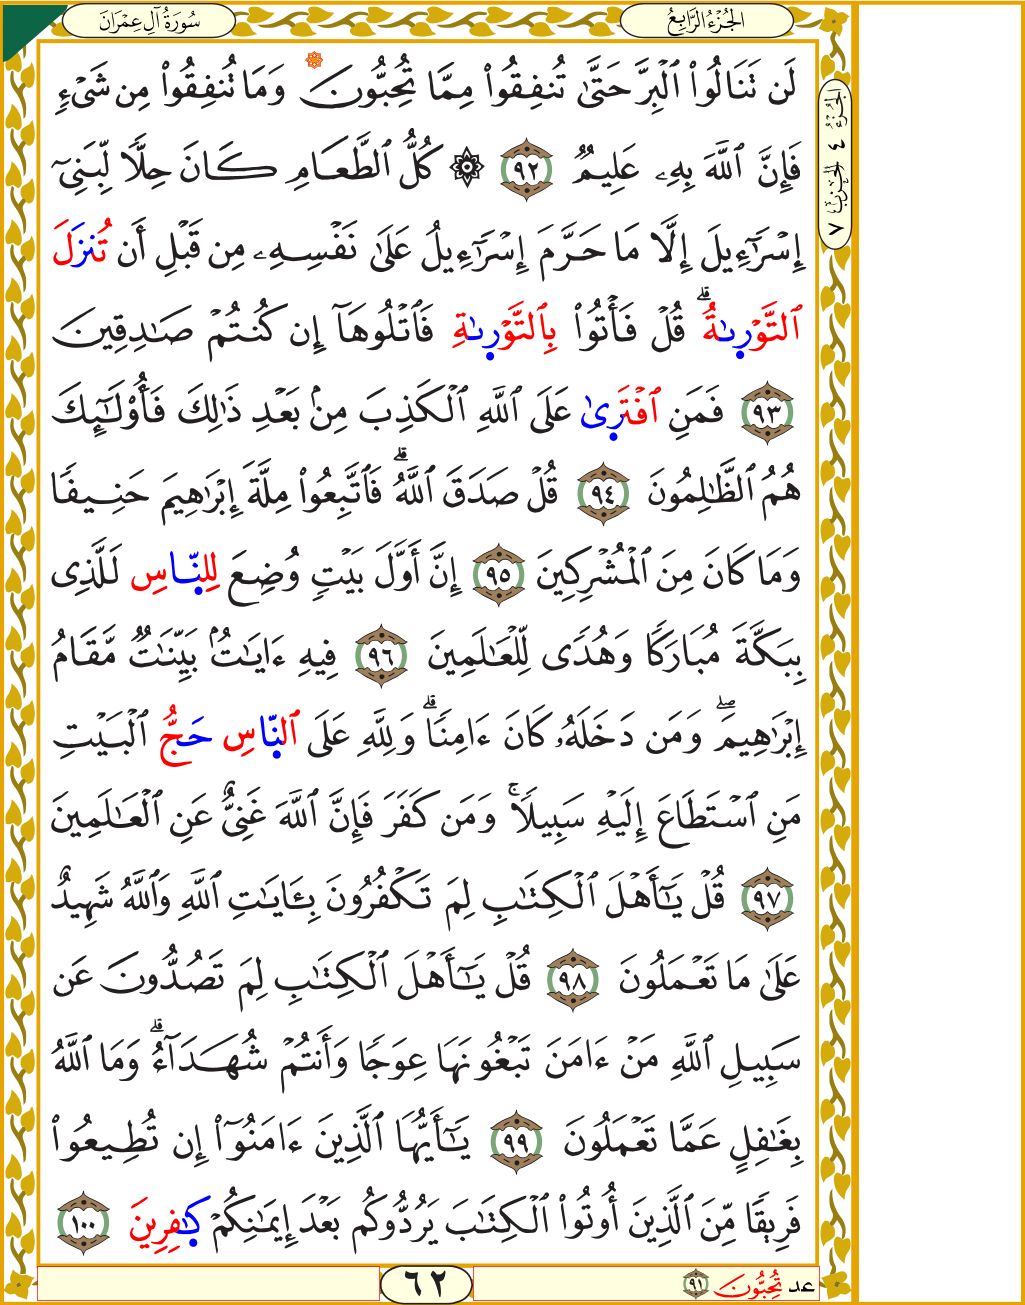 سُورَةُ آلِ عِمْرَانَ
الجُزْءُ الرَّابِعُ
لَن تَنَالُوا۟ ٱلْبِرَّ حَتَّىٰ تُنفِقُوا۟ مِمَّا تُحِبُّونَ وَمَا تُنفِقُوا۟ مِن شَىْءٍ
فَإِنَّ ٱللَّهَ بِهِۦ عَلِيمٌ ٩٢ ۞ كُلُّ ٱلطَّعَامِ كَانَ حِلًّا لِّبَنِىٓ
إِسْرَٰٓءِيلَ إِلَّا مَا حَرَّمَ إِسْرَٰٓءِيلُ عَلَىٰ نَفْسِهِۦ مِن قَبْلِ أَن تُنزَلَ
ٱلتَّوْرِىٰةُ ۗ قُلْ فَأْتُوا۟ بِٱلتَّوْرِىٰةِ فَٱتْلُوهَآ إِن كُنتُمْ صَـٰدِقِينَ
٩٣ فَمَنِ ٱفْتَرِىٰ عَلَى ٱللَّهِ ٱلْكَذِبَ مِنۢ بَعْدِ ذَٰلِكَ فَأُو۟لَـٰٓئِكَ
هُمُ ٱلظَّـٰلِمُونَ ٩٤ قُلْ صَدَقَ ٱللَّهُ ۗ فَٱتَّبِعُوا۟ مِلَّةَ إِبْرَٰهِيمَ حَنِيفًا
وَمَا كَانَ مِنَ ٱلْمُشْرِكِينَ ٩٥ إِنَّ أَوَّلَ بَيْتٍ وُضِعَ لِلنَّاسِ لَلَّذِى
بِبَكَّةَ مُبَارَكًا وَهُدًى لِّلْعَـٰلَمِينَ ٩٦ فِيهِ ءَايَـٰتٌۢ بَيِّنَـٰتٌ مَّقَامُ
إِبْرَٰهِيمَ ۖ وَمَن دَخَلَهُۥ كَانَ ءَامِنًا ۗ وَلِلَّهِ عَلَى ٱلنَّاسِ حَجُّ ٱلْبَيْتِ
مَنِ ٱسْتَطَاعَ إِلَيْهِ سَبِيلًا ۚ وَمَن كَفَرَ فَإِنَّ ٱللَّهَ غَنِىٌّ عَنِ ٱلْعَـٰلَمِينَ
٩٧ قُلْ يَـٰٓأَهْلَ ٱلْكِتَـٰبِ لِمَ تَكْفُرُونَ بِـَٔايَـٰتِ ٱللَّهِ وَٱللَّهُ شَهِيدٌ
عَلَىٰ مَا تَعْمَلُونَ ٩٨ قُلْ يَـٰٓأَهْلَ ٱلْكِتَـٰبِ لِمَ تَصُدُّونَ عَن
سَبِيلِ ٱللَّهِ مَنْ ءَامَنَ تَبْغُونَهَا عِوَجًا وَأَنتُمْ شُهَدَآءُ ۗ وَمَا ٱللَّهُ
بِغَـٰفِلٍ عَمَّا تَعْمَلُونَ ٩٩ يَـٰٓأَيُّهَا ٱلَّذِينَ ءَامَنُوٓا۟ إِن تُطِيعُوا۟
فَرِيقًا مِّنَ ٱلَّذِينَ أُوتُوا۟ ٱلْكِتَـٰبَ يَرُدُّوكُم بَعْدَ إِيمَـٰنِكُمْ كَـٰفِرِينَ ١٠٠
الجُزْءُ ٤ الحِزْبُ ٧
عد تُحِبُّونَ ٩١
٦٢